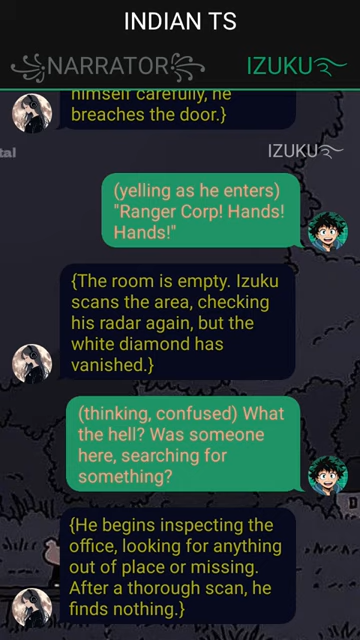 INDIAN TS
NARRATOR
IZUKU
himself carefully, he
breaches the door.}
tal
IZUKU
(yelling as he enters)
"Ranger Corp! Hands!
Hands!"
{The room is empty. Izuku
scans the area, checking
his radar again, but the
white diamond has
vanished.}
(thinking, confused) What
the hell? Was someone
here, searching for
something?
D
{He begins inspecting the
office, looking for anything
out of place or missing.
After a thorough scan, he
finds nothing.}